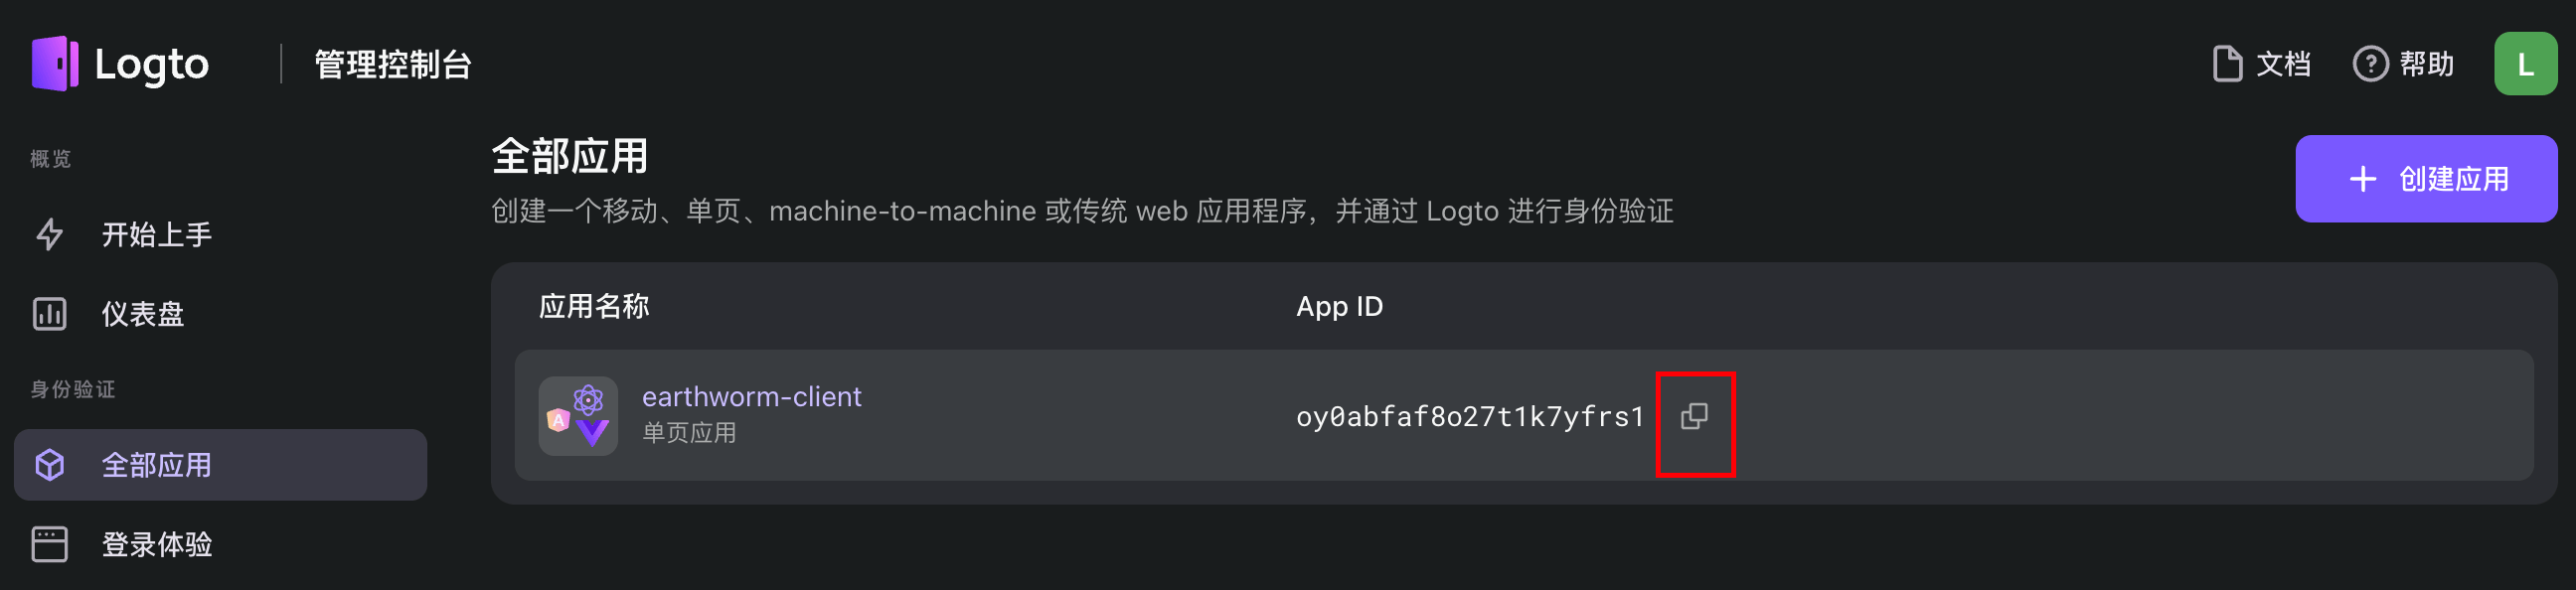 Logto
管理控制台
文档
帮助
L
概览
开始上手
仪表盘
身份验证
全部应用
登录体验
全部应用
创建一个移动、单页、machine-to-machine 或传统 web 应用程序，并通过 Logto 进行身份验证
创建应用
应用名称
App ID
earthworm-client
单页应用
oy0abfaf8o27t1k7yfrs1